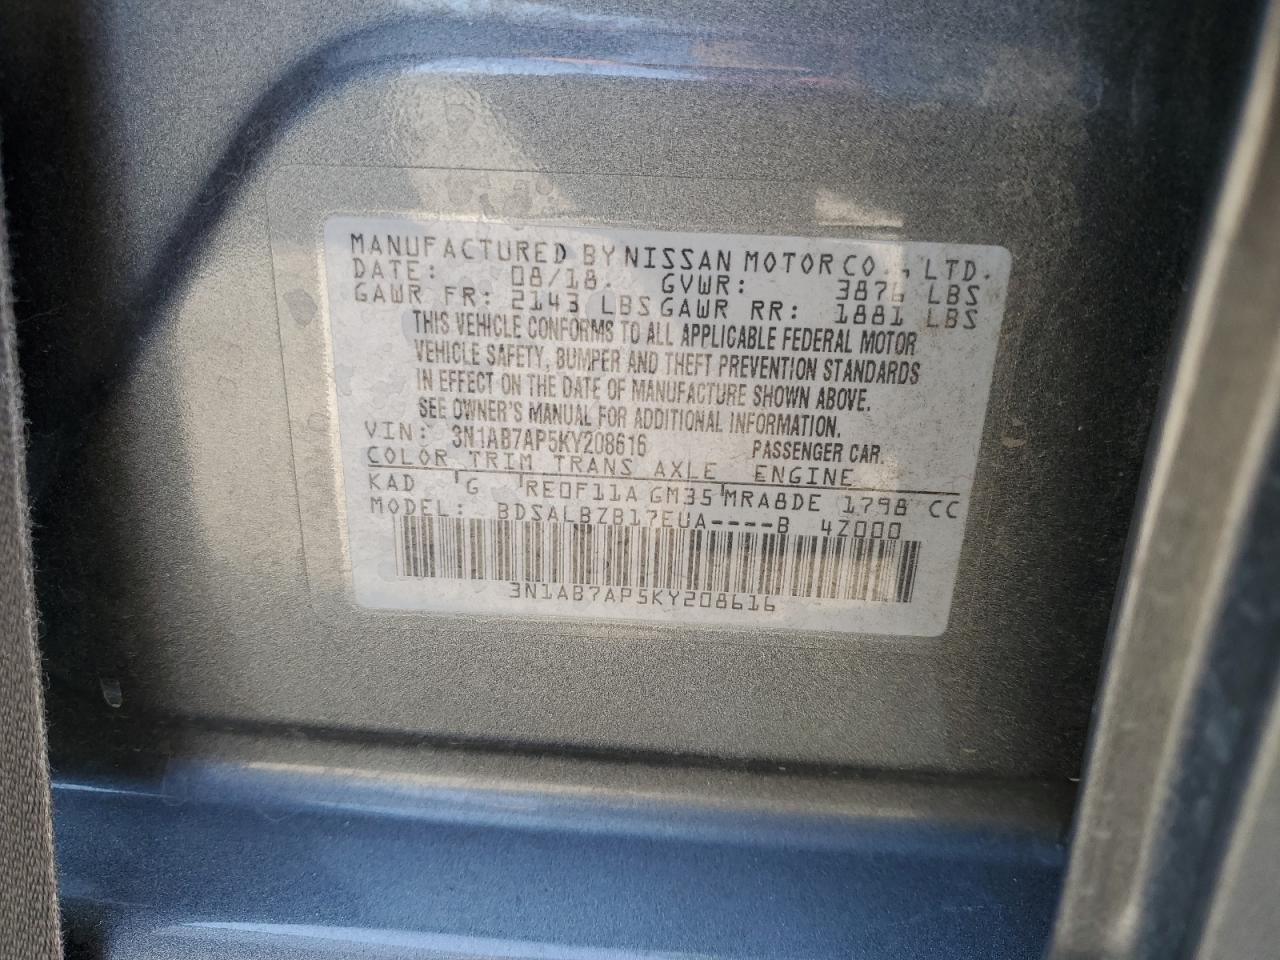 MANUFACTURED BY NISSAN MOTOR CO., LTD.
DATE: 08/18. GVWR: 3876 LBS
GAWR FR: 2143 LBS GAWR RR: 1881 LBS
THIS VEHICLE CONFORMS TO ALL APPLICABLE FEDERAL MOTOR
VEHICLE SAFETY, BUMPER AND THEFT PREVENTION STANDARDS
IN EFFECT ON THE DATE OF MANUFACTURE SHOWN ABOVE.
SEE OWNER'S MANUAL FOR ADDITIONAL INFORMATION.
VIN: 3N1AB7AP5KY208616 PASSENGER CAR.
COLOR TRIM TRANS AXLE ENGINE
KAD G RE0F11A GM35 MRA8DE 1798 CC
MODEL: BDSALBZB17EUA----B 4Z000
3N1AB7AP5KY208616